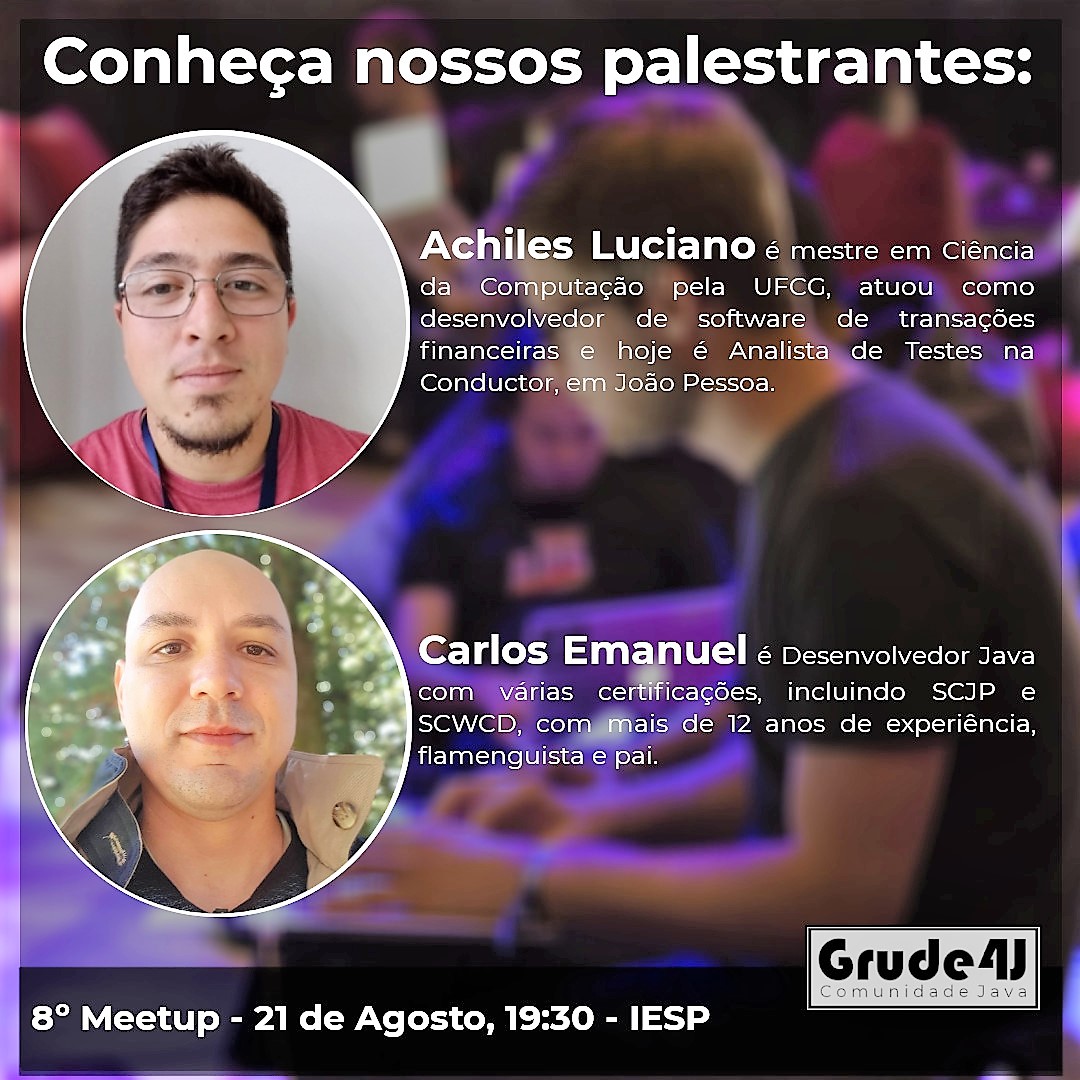 Conheça nossos palestrantes:
Achiles Luciano é mestre em Ciência
da Computação pela UFCG, atuou como
desenvolvedor de software de transações
financeiras e hoje é Analista de Testes na
Conductor, em João Pessoa.
Carlos Emanuel é Desenvolvedor Java
com várias certificações, incluindo SCJP e
SCWCD, com mais de 12 anos de experiência,
flamenguista e pai.
Grude4J
Comunidade Java
8º Meetup - 21 de Agosto, 19:30 - IESP